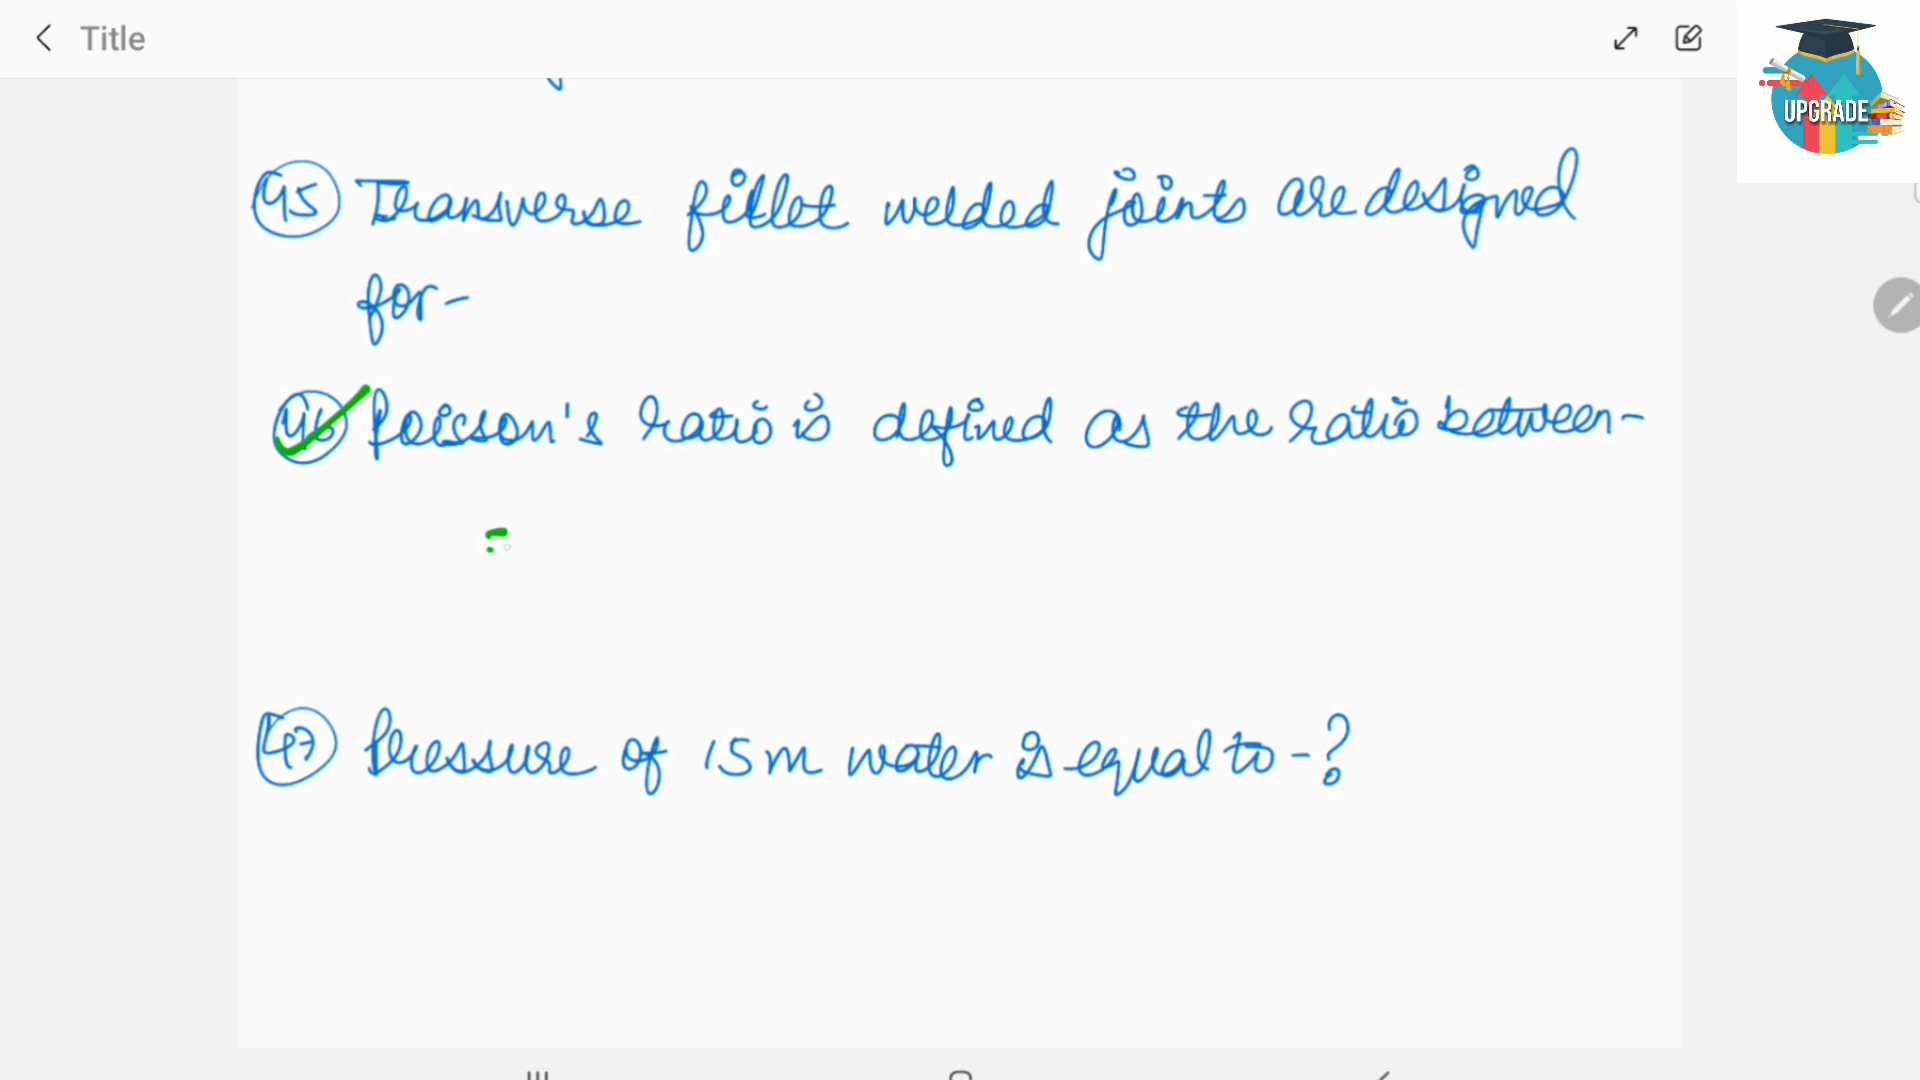 Title
UPGRADE
45 Transverse fillet welded joints are designed
for-
46 Poisson's ratio is defined as the ratio between-
47 Pressure of 15m water is equal to -?